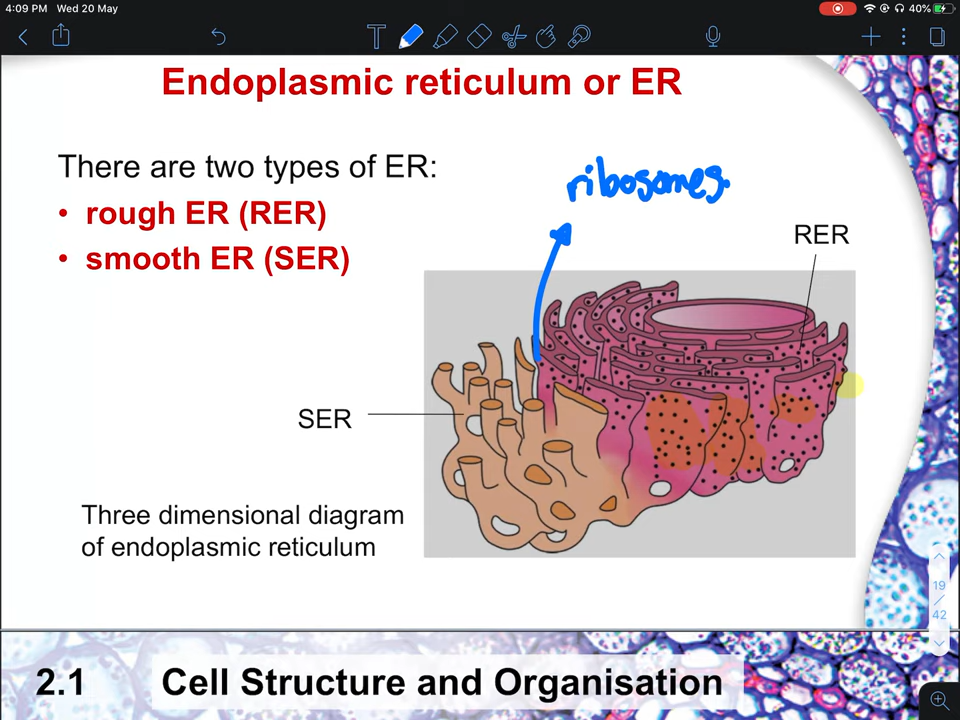 4:09 PM Wed 20 May
40%
Endoplasmic reticulum or ER
There are two types of ER:
• rough ER (RER)
• smooth ER (SER)
ribosomes.
RER
SER
Three dimensional diagram
of endoplasmic reticulum
19
/
42
2.1 Cell Structure and Organisation